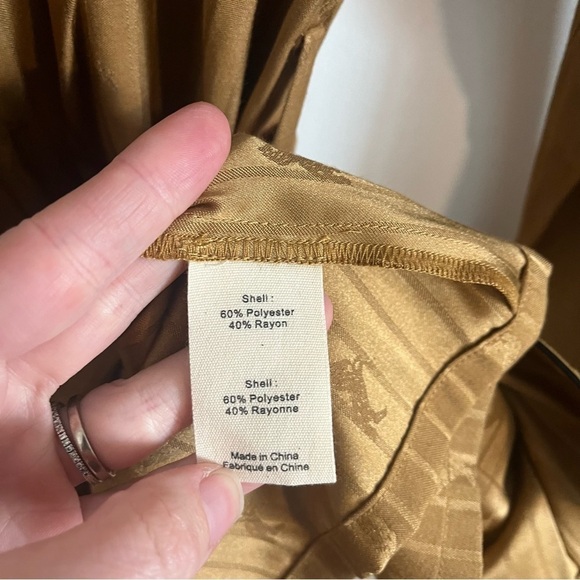 Shell :
60% Polyester
40% Rayon
Shell :
60% Polyester
40% Rayonne
Made in China
Fabriqué en Chine